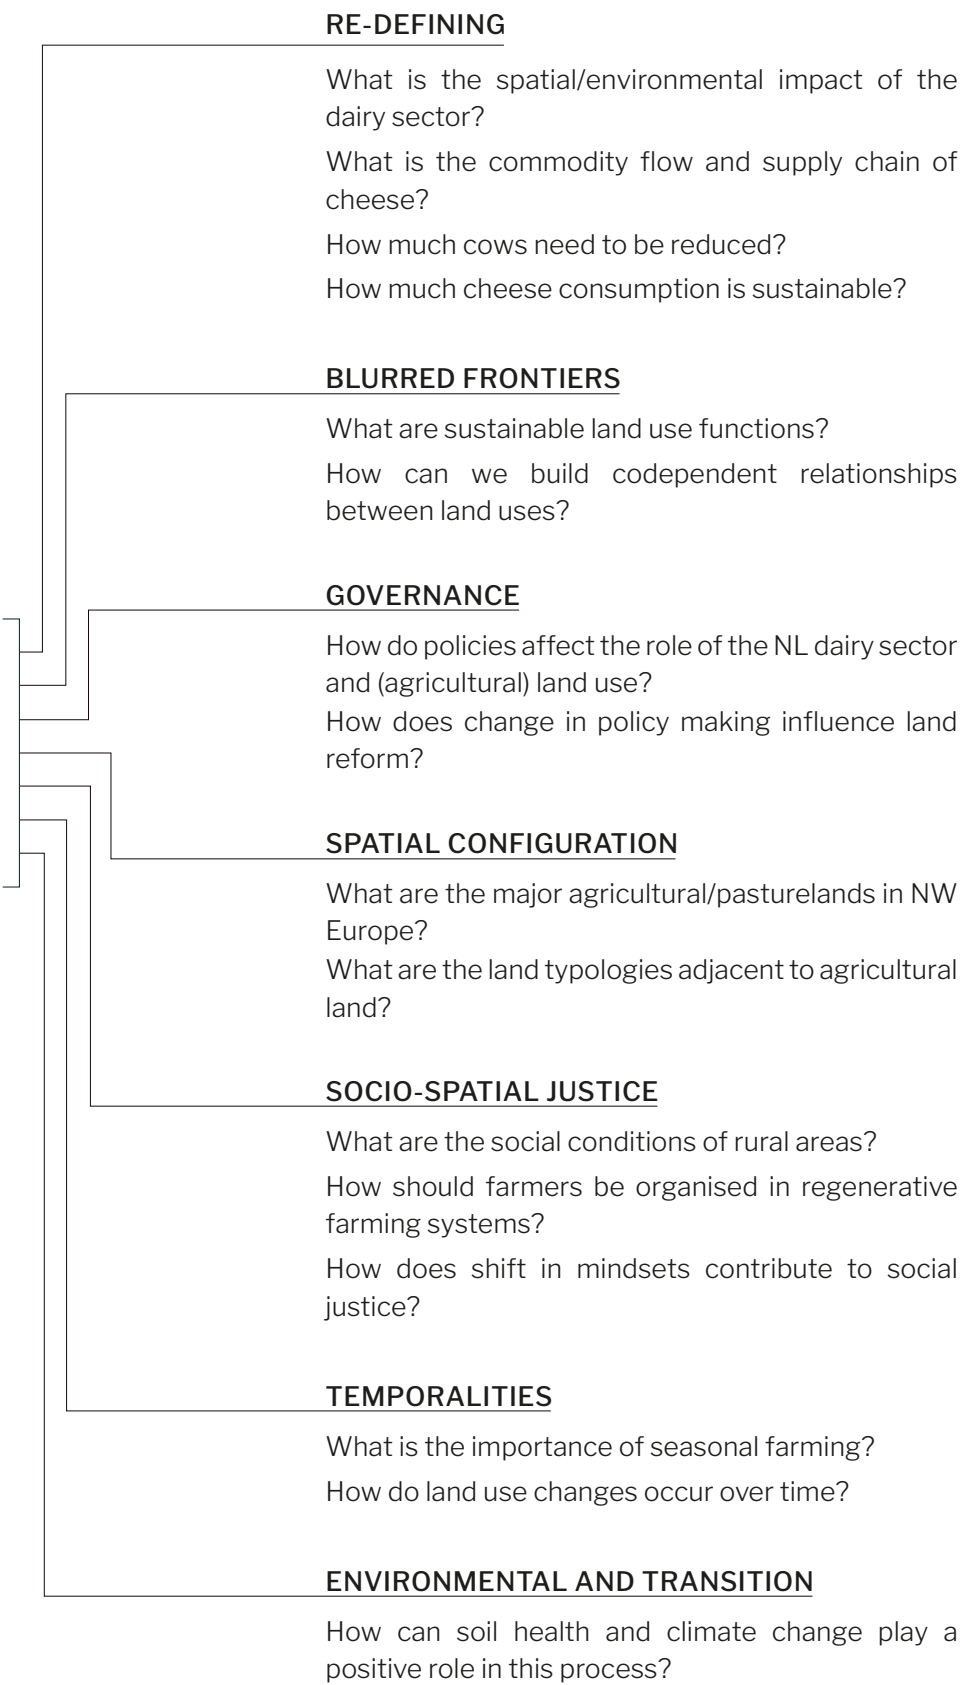 RE-DEFINING
What is the spatial/environmental impact of the
dairy sector?
What is the commodity flow and supply chain of
cheese?
How much cows need to be reduced?
How much cheese consumption is sustainable?
BLURRED FRONTIERS
What are sustainable land use functions?
How can we build codependent relationships
between land uses?
GOVERNANCE
How do policies affect the role of the NL dairy sector
and (agricultural) land use?
How does change in policy making influence land
reform?
SPATIAL CONFIGURATION
What are the major agricultural/pasturelands in NW
Europe?
What are the land typologies adjacent to agricultural
land?
SOCIO-SPATIAL JUSTICE
What are the social conditions of rural areas?
How should farmers be organised in regenerative
farming systems?
How does shift in mindsets contribute to social
justice?
TEMPORALITIES
What is the importance of seasonal farming?
How do land use changes occur over time?
ENVIRONMENTAL AND TRANSITION
How can soil health and climate change play a
positive role in this process?